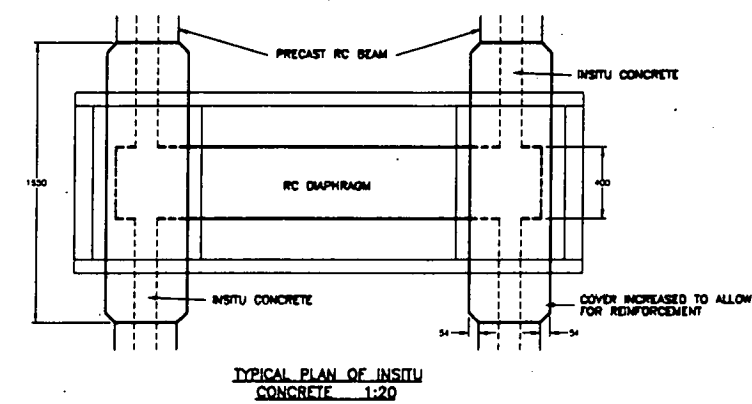 PRECAST RC BEAM
INSITU CONCRETE
1550
RC DIAPHRAGM
400
INSITU CONCRETE
COVER INCREASED TO ALLOW
FOR REINFORCEMENT
54
54
TYPICAL PLAN OF INSITU
CONCRETE 1:20